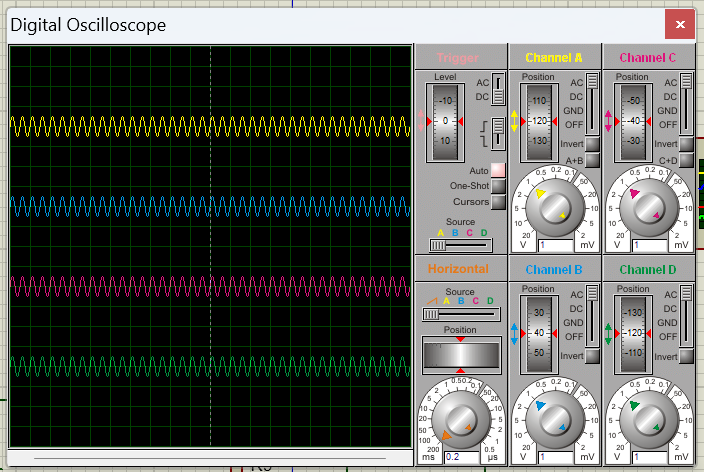 Digital Oscilloscope
Trigger
Level
-10
0
10
AC
DC
Auto
One-Shot
Cursors
Source
A B C D
Channel A
Position
110
120
130
AC
DC
GND
OFF
Invert
A+B
0.5 0.2 0.1
1 50
2 20
5 10
10 5
20 2
V 1 mV
Channel C
Position
-50
-40
-30
AC
DC
GND
OFF
Invert
C+D
0.5 0.2 0.1
1 50
2 20
5 10
10 5
20 2
V 1 mV
Horizontal
Source
A B C D
Position
0.5 0.2 0.1
1 50
2 20
5 10
10 5
20 2
50 1
100 0.5
200
ms 0.2 µs
Channel B
Position
30
40
50
AC
DC
GND
OFF
Invert
0.5 0.2 0.1
1 50
2 20
5 10
10 5
20 2
V 1 mV
Channel D
Position
-130
-120
-110
AC
DC
GND
OFF
Invert
0.5 0.2 0.1
1 50
2 20
5 10
10 5
20 2
V 1 mV